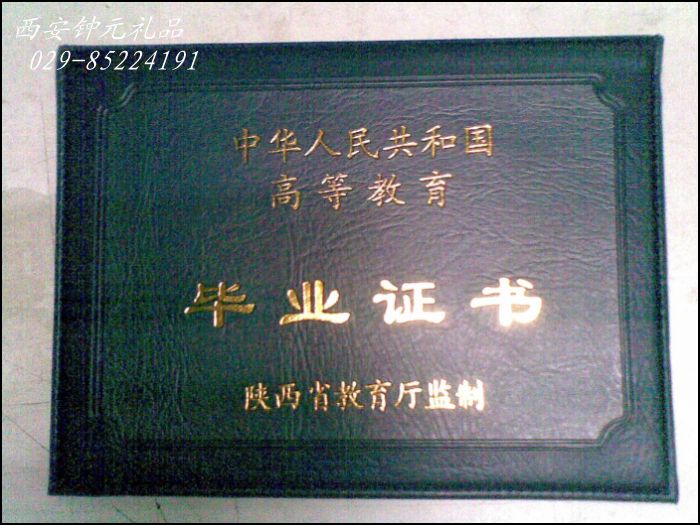 西安钟元礼品
029-85224191
中华人民共和国
高等教育
毕业证书
陕西省教育厅监制